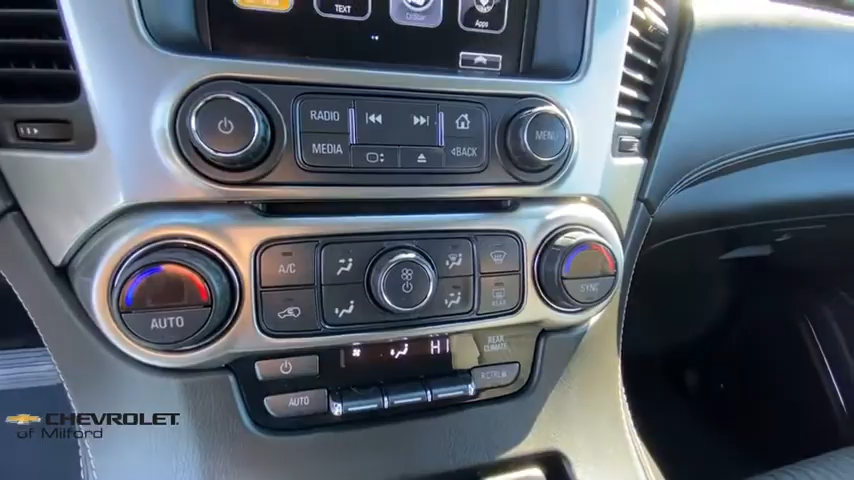 TEXT
Apps
RADIO
MEDIA
MENU
BACK
A/C
AUTO
SYNC
REAR
HI
REAR
CLIMATE
AUTO
CHEVROLET
of Milford